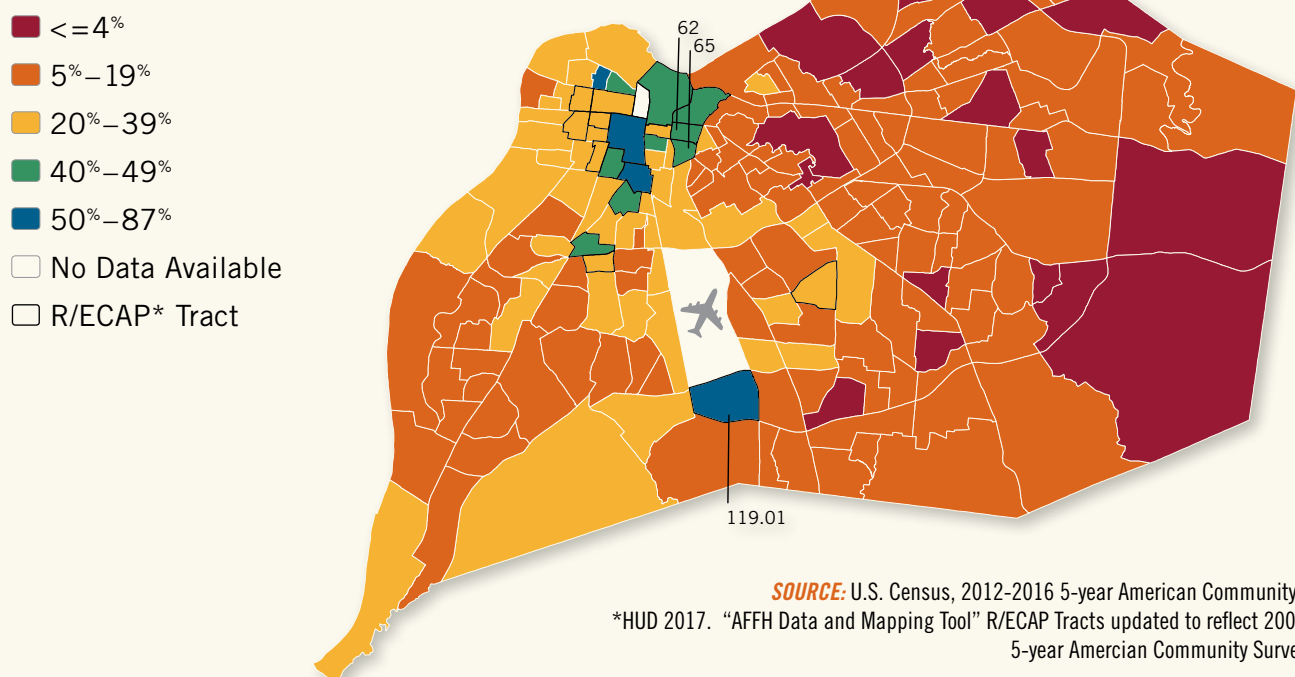 <=4%
5%–19%
20%–39%
40%–49%
50%–87%
No Data Available
R/ECAP* Tract
62
65
119.01
SOURCE: U.S. Census, 2012-2016 5-year American Community
*HUD 2017. “AFFH Data and Mapping Tool” R/ECAP Tracts updated to reflect 200
5-year Amercian Community Surve